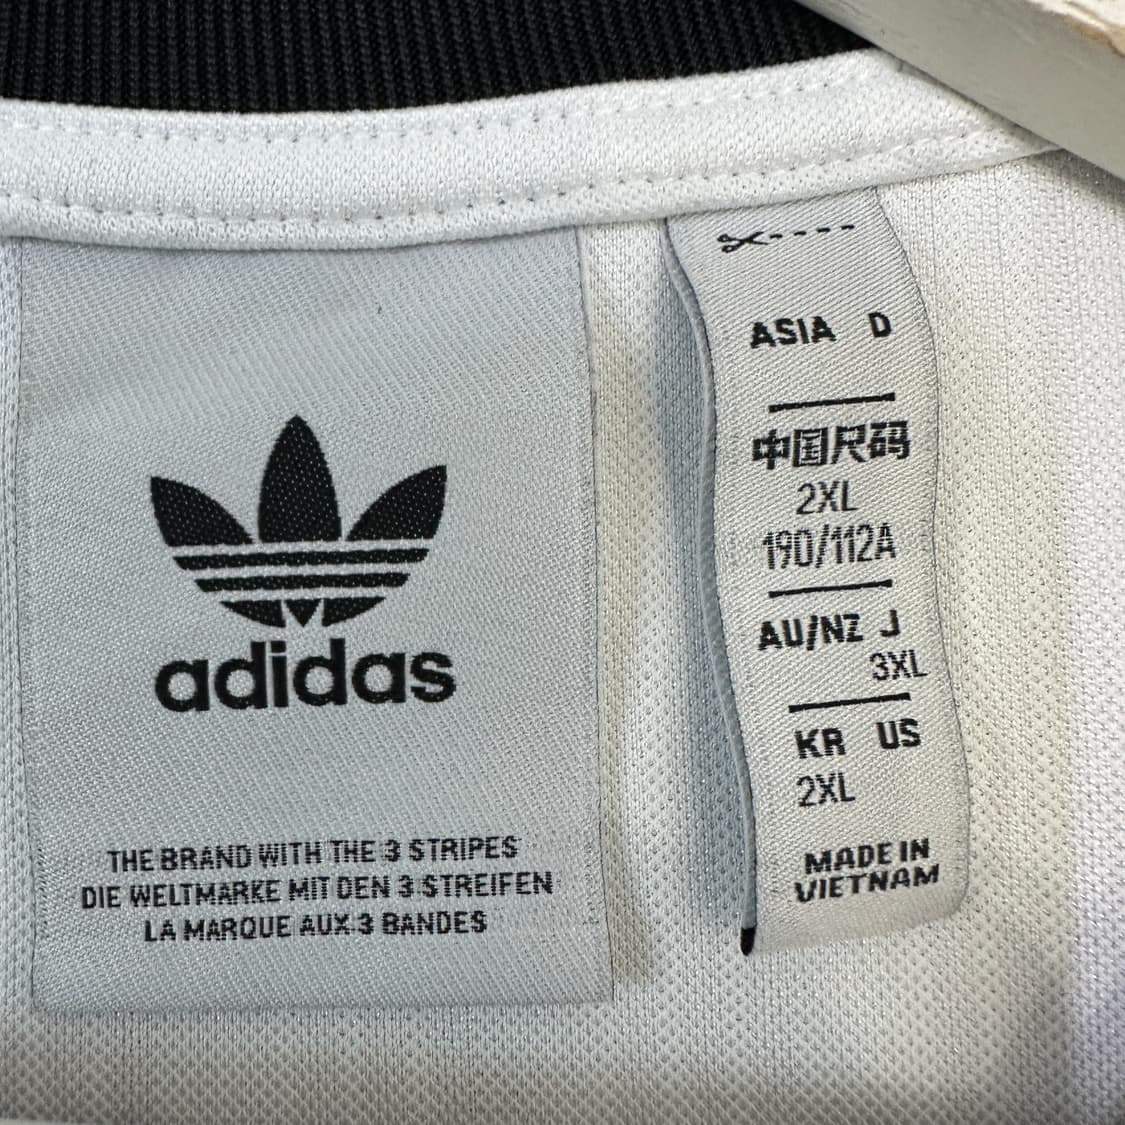 adidas
THE BRAND WITH THE 3 STRIPES
DIE WELTMARKE MIT DEN 3 STREIFEN
LA MARQUE AUX 3 BANDES
ASIA D
中国尺码
2XL
190/112A
AU/NZ J
3XL
KR US
2XL
MADE IN
VIETNAM